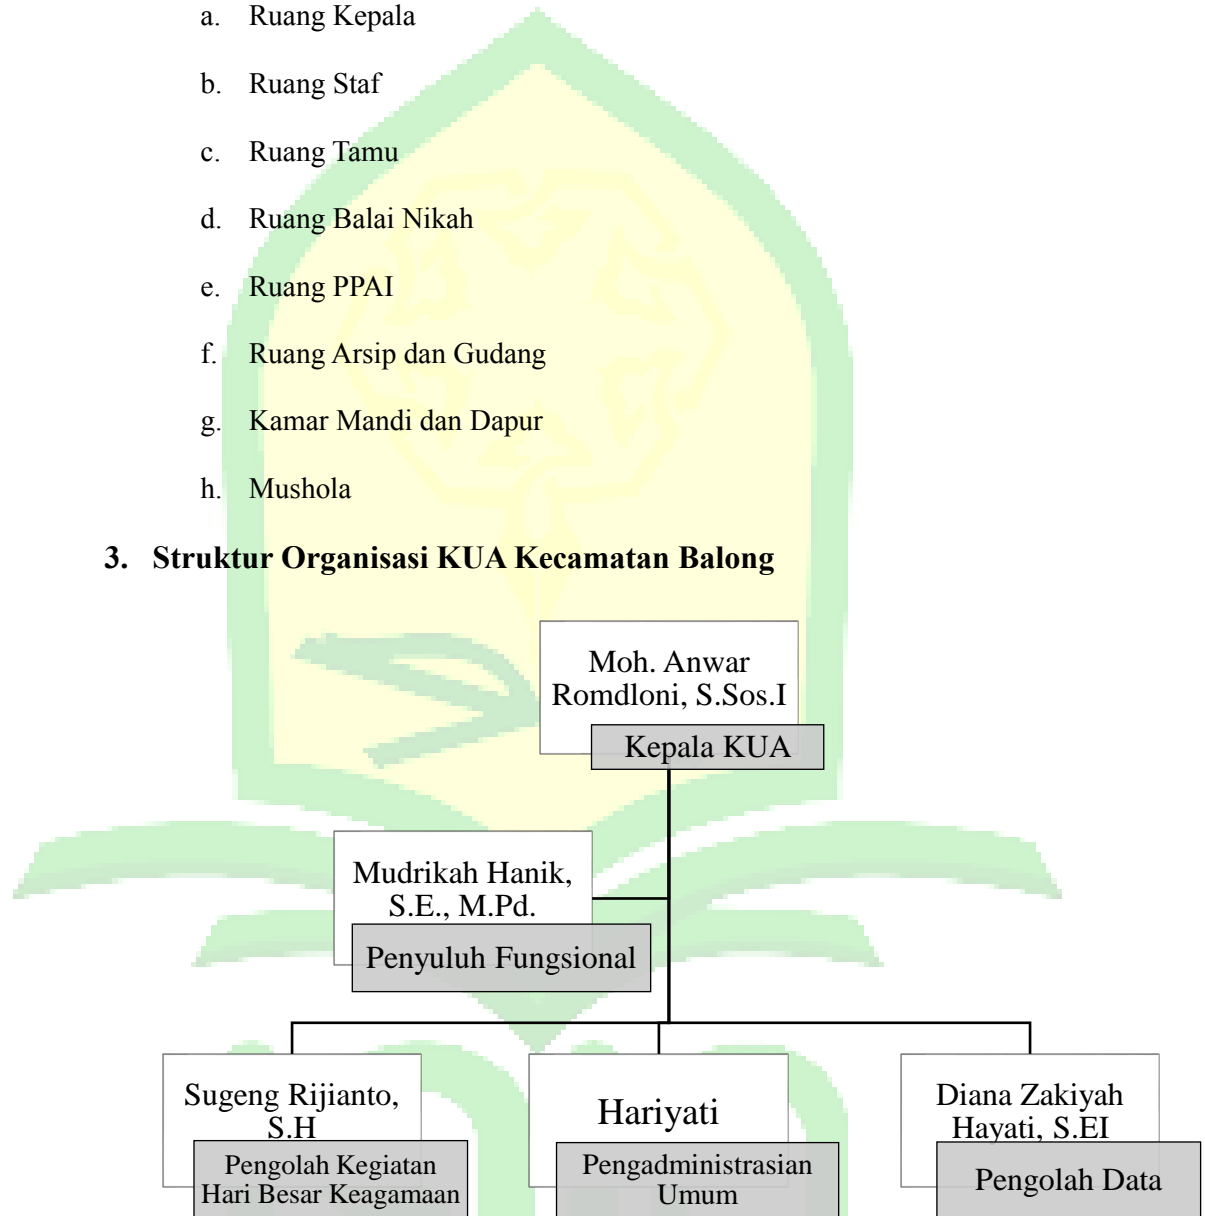 a. Ruang Kepala
b. Ruang Staf
c. Ruang Tamu
d. Ruang Balai Nikah
e. Ruang PPAI
f. Ruang Arsip dan Gudang
g. Kamar Mandi dan Dapur
h. Mushola
3. Struktur Organisasi KUA Kecamatan Balong
Moh. Anwar
Romdloni, S.Sos.I
Kepala KUA
Mudrikah Hanik,
S.E., M.Pd.
Penyuluh Fungsional
Sugeng Rijianto,
S.H
Pengolah Kegiatan
Hari Besar Keagamaan
Hariyati
Pengadministrasian
Umum
Diana Zakiyah
Hayati, S.EI
Pengolah Data